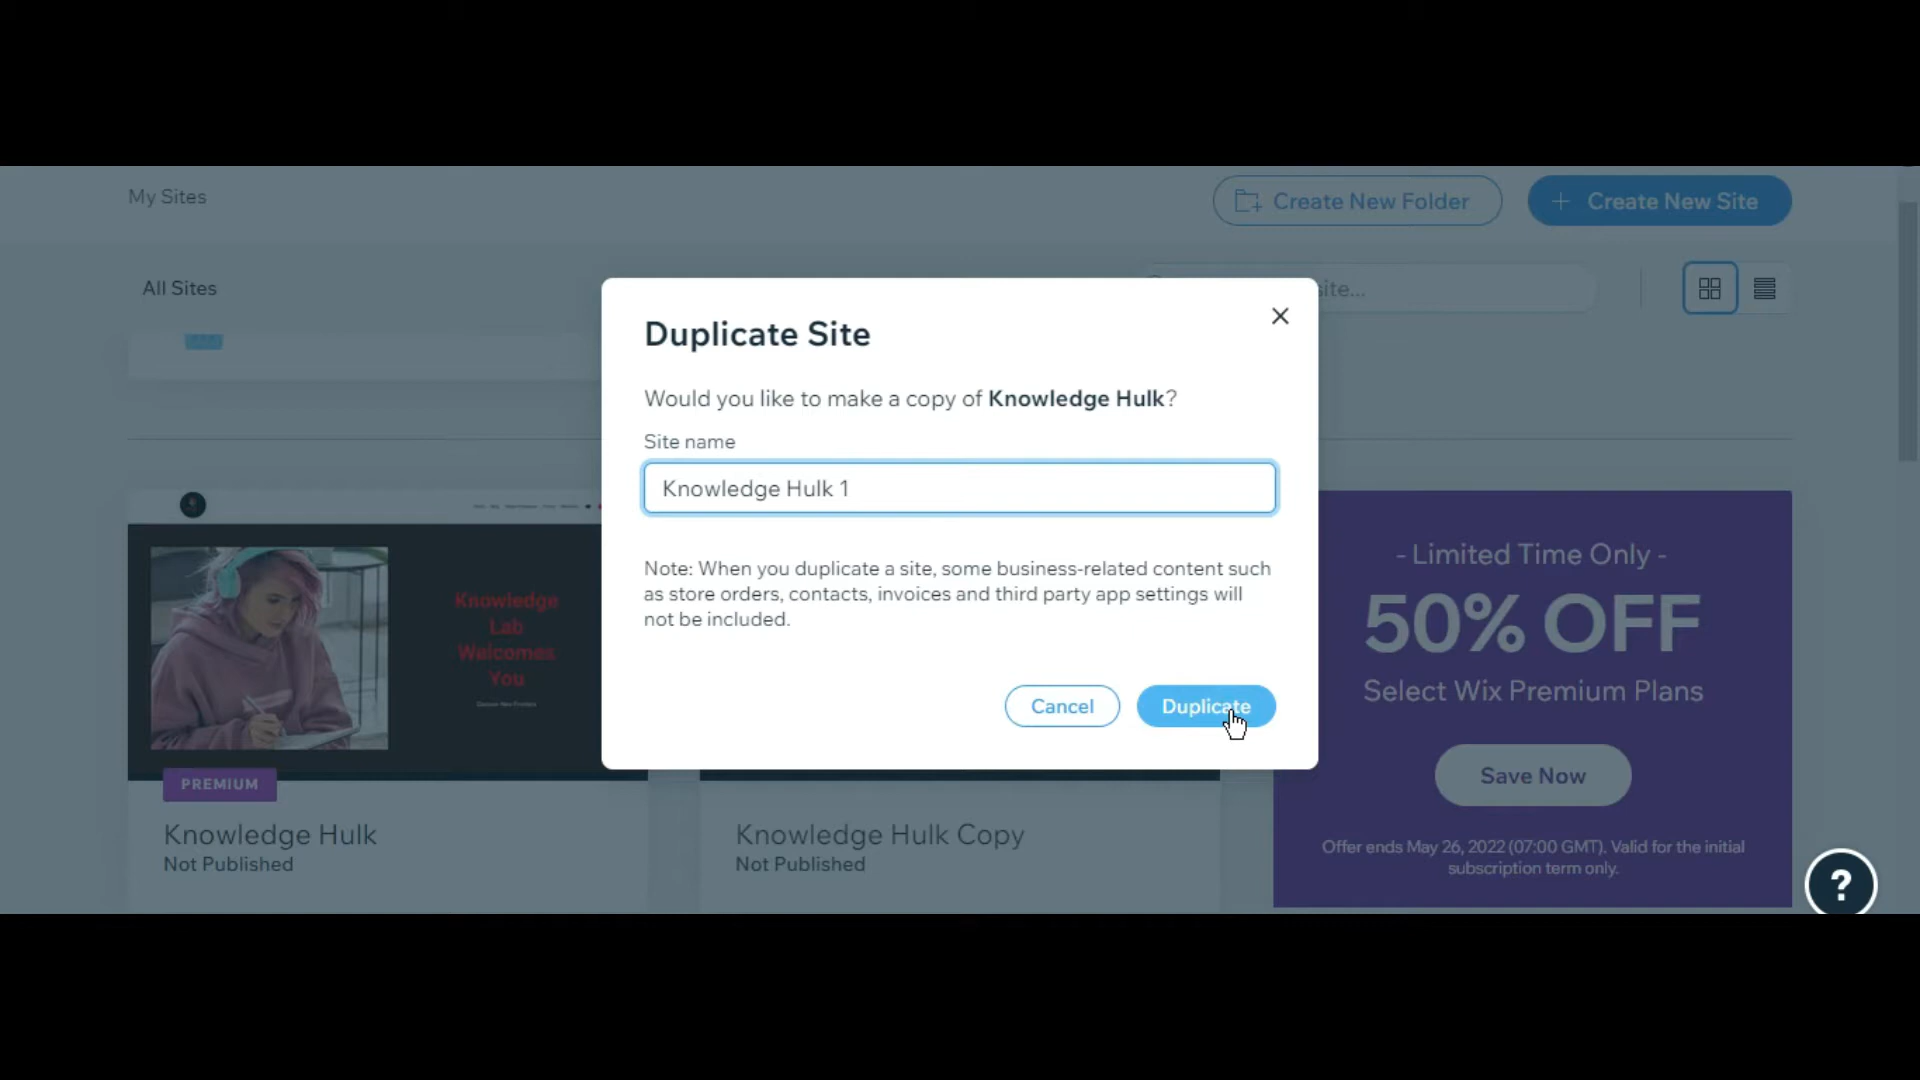 My Sites
Create New Folder
+ Create New Site
All Sites
site...
Duplicate Site
Would you like to make a copy of Knowledge Hulk?
Site name
Knowledge Hulk 1
Note: When you duplicate a site, some business-related content such
as store orders, contacts, invoices and third party app settings will
not be included.
Cancel
Duplicate
Knowledge
Lab
Welcomes
You
Discover New Frontiers
PREMIUM
Knowledge Hulk
Not Published
Knowledge Hulk Copy
Not Published
- Limited Time Only -
50% OFF
Select Wix Premium Plans
Save Now
Offer ends May 26, 2022 (07:00 GMT). Valid for the initial
subscription term only.
?